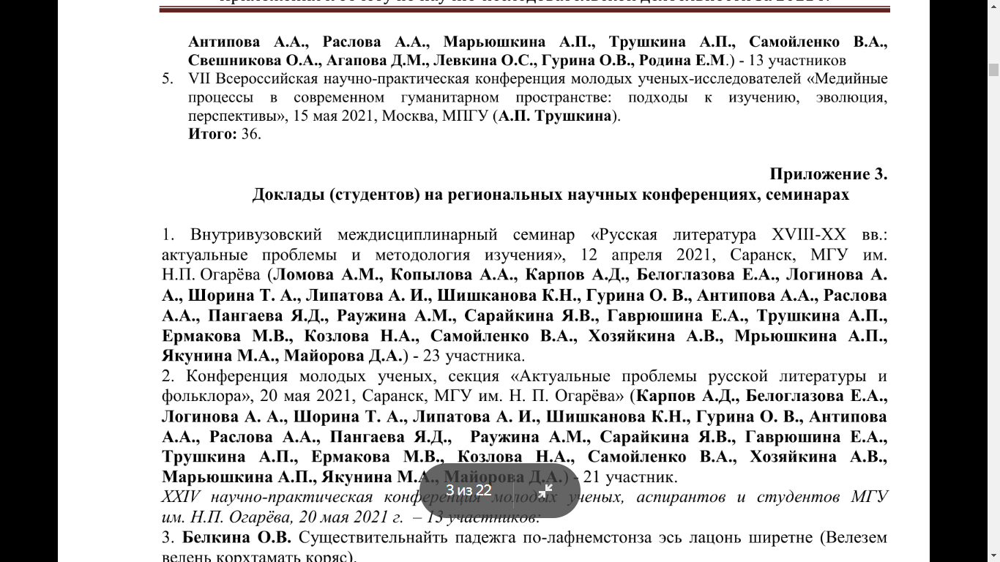 Антипова А.А., Раслова А.А., Марьюшкина А.П., Трушкина А.П., Самойленко В.А.,
Свешникова О.А., Агапова Д.М., Левкина О.С., Гурина О.В., Родина Е.М.) - 13 участников
5. VII Всероссийская научно-практическая конференция молодых ученых-исследователей «Медийные
процессы в современном гуманитарном пространстве: подходы к изучению, эволюция,
перспективы», 15 мая 2021, Москва, МПГУ (А.П. Трушкина).
Итого: 36.
Приложение 3.
Доклады (студентов) на региональных научных конференциях, семинарах
1. Внутривузовский междисциплинарный семинар «Русская литература XVIII-XX вв.:
актуальные проблемы и методология изучения», 12 апреля 2021, Саранск, МГУ им.
Н.П. Огарёва (Ломова А.М., Копылова А.А., Карпов А.Д., Белоглазова Е.А., Логинова А.
А., Шорина Т. А., Липатова А. И., Шишканова К.Н., Гурина О. В., Антипова А.А., Раслова
А.А., Пангаева Я.Д., Раужина А.М., Сарайкина Я.В., Гаврюшина Е.А., Трушкина А.П.,
Ермакова М.В., Козлова Н.А., Самойленко В.А., Хозяйкина А.В., Мрьюшкина А.П.,
Якунина М.А., Майорова Д.А.) - 23 участника.
2. Конференция молодых ученых, секция «Актуальные проблемы русской литературы и
фольклора», 20 мая 2021, Саранск, МГУ им. Н. П. Огарёва» (Карпов А.Д., Белоглазова Е.А.,
Логинова А. А., Шорина Т. А., Липатова А. И., Шишканова К.Н., Гурина О. В., Антипова
А.А., Раслова А.А., Пангаева Я.Д., Раужина А.М., Сарайкина Я.В., Гаврюшина Е.А.,
Трушкина А.П., Ермакова М.В., Козлова Н.А., Самойленко В.А., Хозяйкина А.В.,
Марьюшкина А.П., Якунина М.А., Майорова Д.А.) - 21 участник.
3 из 22
XXIV научно-практическая конференция молодых ученых, аспирантов и студентов МГУ
им. Н.П. Огарёва, 20 мая 2021 г. – 13 участников:
3. Белкина О.В. Существительнайть падежга по-лафнемстонза эсь лацонь ширетне (Велезем
велень корхтамать коряс).